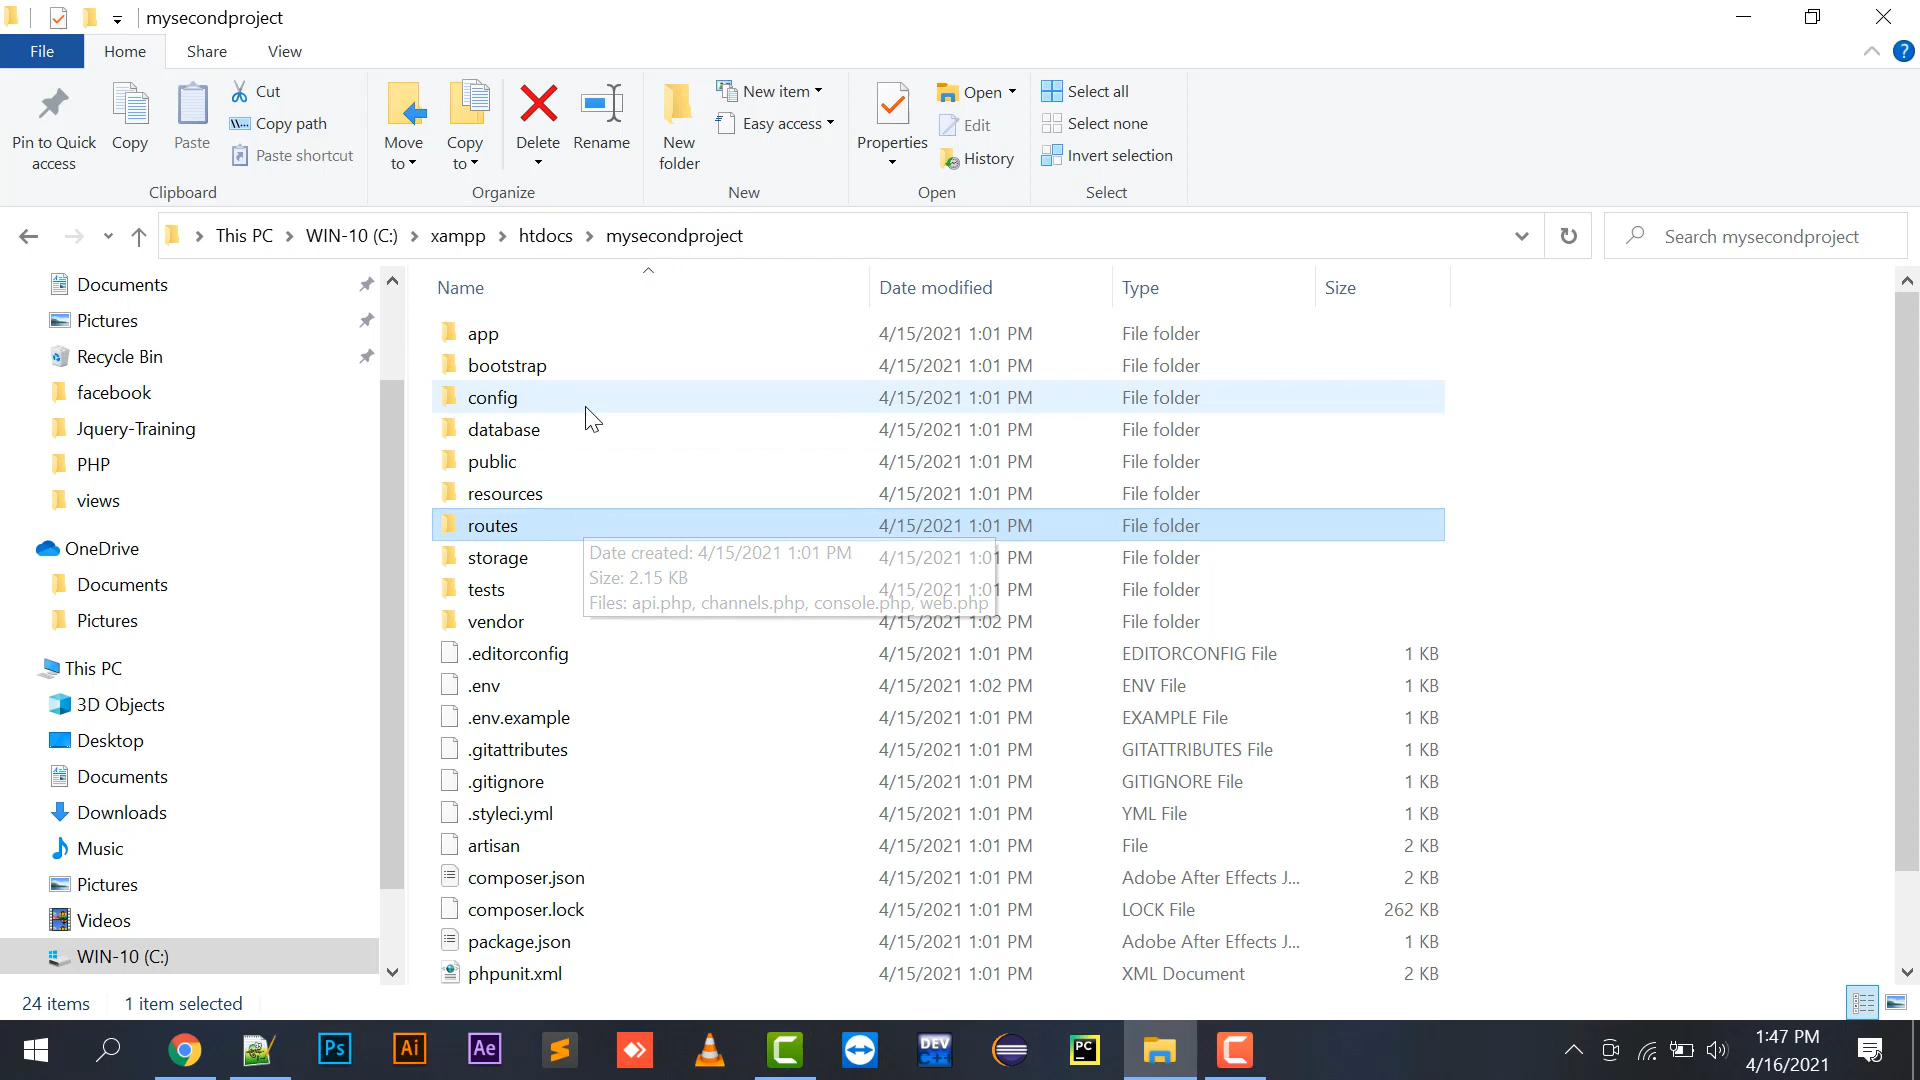 mysecondproject
File Home Share View
Pin to Quick access
Copy
Paste
Cut
Copy path
Paste shortcut
Clipboard
Move to
Copy to
Delete
Rename
Organize
New folder
New item
Easy access
New
Properties
Open
Edit
History
Open
Select all
Select none
Invert selection
Select
This PC WIN-10 (C:) xampp htdocs mysecondproject
Search mysecondproject
Documents
Pictures
Recycle Bin
facebook
Jquery-Training
PHP
views
OneDrive
Documents
Pictures
This PC
3D Objects
Desktop
Documents
Downloads
Music
Pictures
Videos
WIN-10 (C:)
Name Date modified Type Size
app 4/15/2021 1:01 PM File folder
bootstrap 4/15/2021 1:01 PM File folder
config 4/15/2021 1:01 PM File folder
database 4/15/2021 1:01 PM File folder
public 4/15/2021 1:01 PM File folder
resources 4/15/2021 1:01 PM File folder
routes 4/15/2021 1:01 PM File folder
storage 4/15/2021 1:01 PM File folder
tests 4/15/2021 1:01 PM File folder
vendor 4/15/2021 1:02 PM File folder
Date created: 4/15/2021 1:01 PM
Size: 2.15 KB
Files: api.php, channels.php, console.php, web.php
.editorconfig 4/15/2021 1:01 PM EDITORCONFIG File 1 KB
.env 4/15/2021 1:02 PM ENV File 1 KB
.env.example 4/15/2021 1:01 PM EXAMPLE File 1 KB
.gitattributes 4/15/2021 1:01 PM GITATTRIBUTES File 1 KB
.gitignore 4/15/2021 1:01 PM GITIGNORE File 1 KB
.styleci.yml 4/15/2021 1:01 PM YML File 1 KB
artisan 4/15/2021 1:01 PM File 2 KB
composer.json 4/15/2021 1:01 PM Adobe After Effects J... 2 KB
composer.lock 4/15/2021 1:01 PM LOCK File 262 KB
package.json 4/15/2021 1:01 PM Adobe After Effects J... 1 KB
phpunit.xml 4/15/2021 1:01 PM XML Document 2 KB
24 items 1 item selected
Ps
Ai
Ae
DEV C++
PC
1:47 PM
4/16/2021